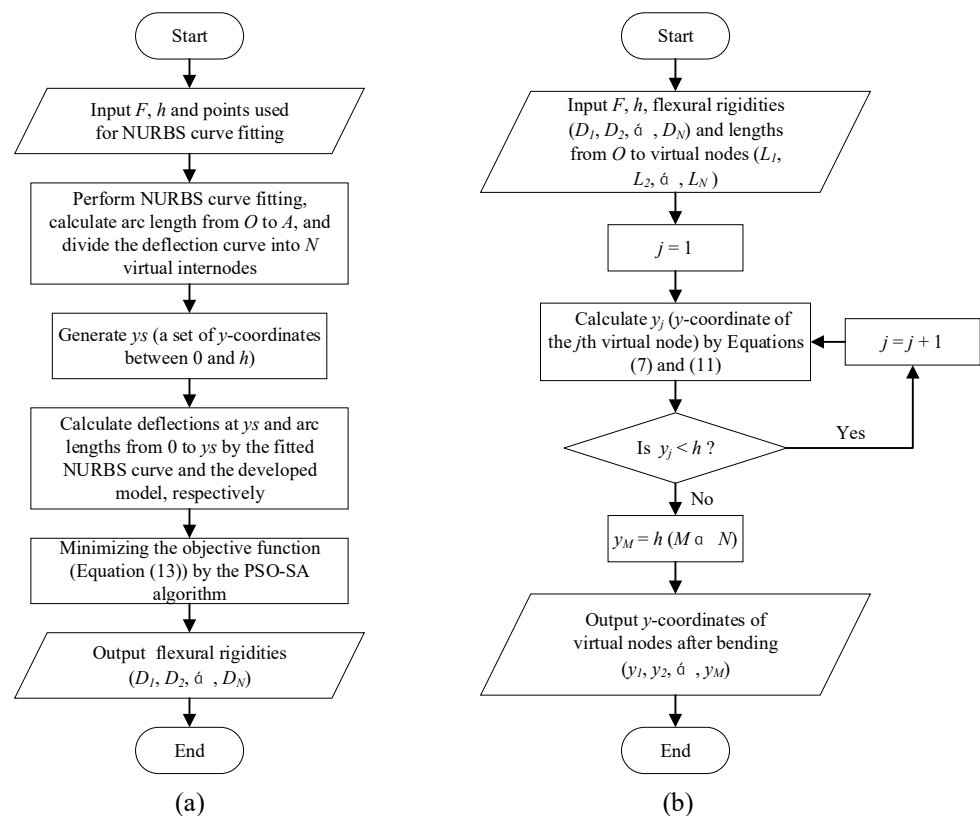 Start
Input F, h and points used
for NURBS curve fitting
Perform NURBS curve fitting,
calculate arc length from O to A, and
divide the deflection curve into N
virtual internodes
Generate ys (a set of y-coordinates
between 0 and h)
Calculate deflections at ys and arc
lengths from 0 to ys by the fitted
NURBS curve and the developed
model, respectively
Minimizing the objective function
(Equation (13)) by the PSO-SA
algorithm
Output flexural rigidities
(D1, D2, ά , DN)
End
(a)
Start
Input F, h, flexural rigidities
(D1, D2, ά , DN) and lengths
from O to virtual nodes (L1,
L2, ά , LN )
j = 1
Calculate yj (y-coordinate of
the jth virtual node) by Equations
(7) and (11)
j = j + 1
Is yj < h ?
Yes
No
yM = h (M ɑ N)
Output y-coordinates of
virtual nodes after bending
(y1, y2, ά , yM)
End
(b)